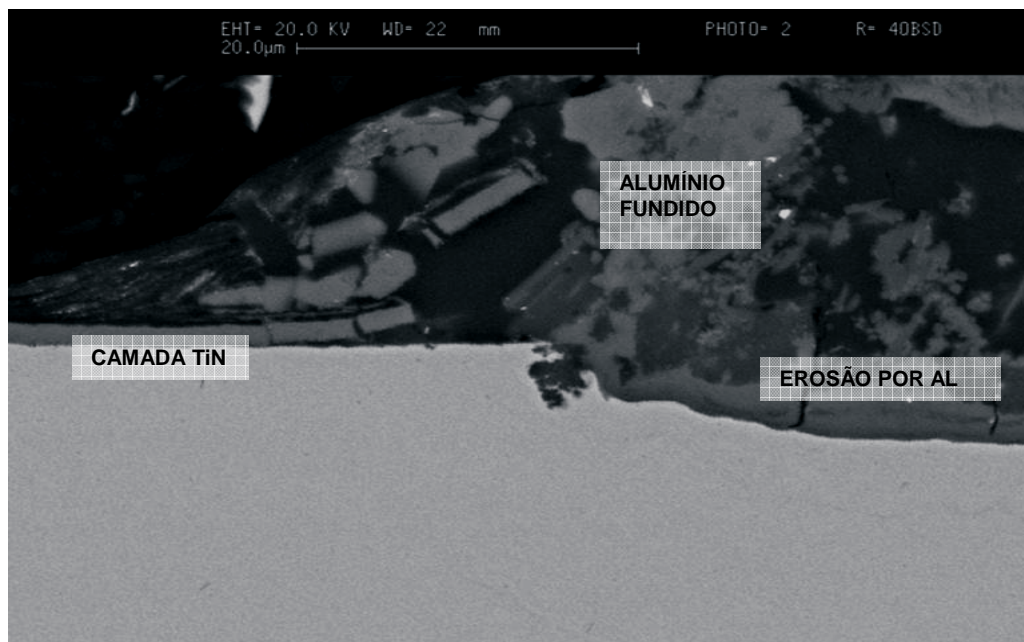 EHT= 20.0 KV WD= 22 mm PHOTO= 2 R= 40BSD
20.0µm
ALUMÍNIO
FUNDIDO
CAMADA TiN
EROSÃO POR AL